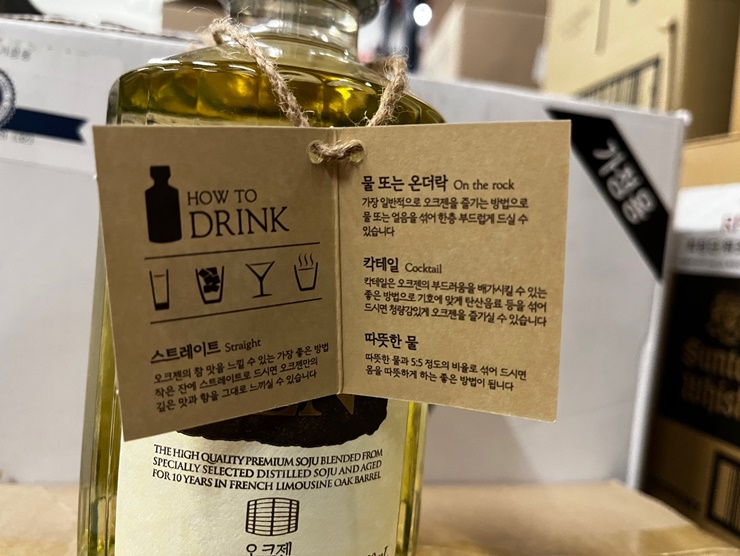 HOW TO
DRINK
스트레이트 Straight
오크젠의 참 맛을 느낄 수 있는 가장 좋은 방법
작은 잔에 스트레이트로 드시면 오크젠만의
깊은 맛과 향을 그대로 느끼실 수 있습니다
물 또는 온더락 On the rock
가장 일반적으로 오크젠을 즐기는 방법으로
물 또는 얼음을 섞어 한층 부드럽게 드실 수
있습니다
칵테일 Cocktail
칵테일은 오크젠의 부드러움을 배가시킬 수 있는
좋은 방법으로 기호에 맞게 탄산음료 등을 섞어
드시면 청량감있게 오크젠을 즐기실 수 있습니다
따뜻한 물
따뜻한 물과 5:5 정도의 비율로 섞어 드시면
몸을 따뜻하게 하는 좋은 방법이 됩니다
THE HIGH QUALITY PREMIUM SOJU BLENDED FROM
SPECIALLY SELECTED DISTILLED SOJU AND AGED
FOR 10 YEARS IN FRENCH LIMOUSINE OAK BARREL
오크젠
가정용